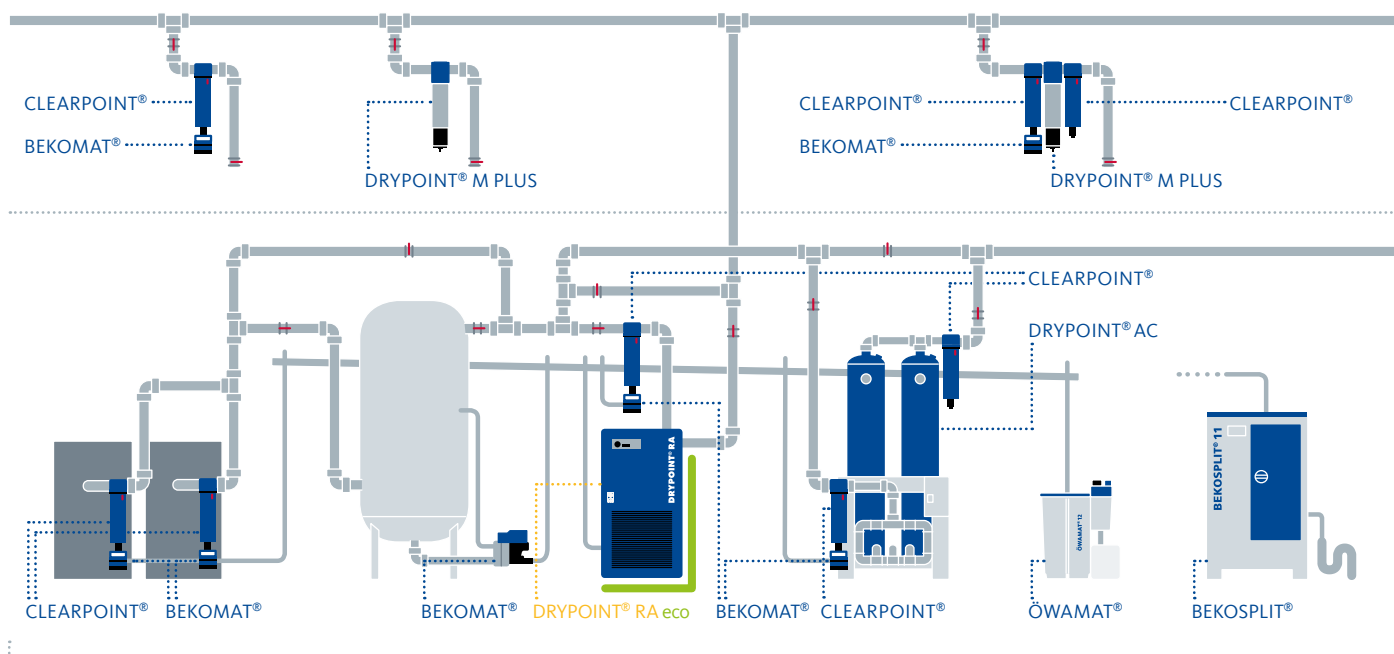 CLEARPOINT®
BEKOMAT®
DRYPOINT® M PLUS
CLEARPOINT®
CLEARPOINT®
BEKOMAT®
DRYPOINT® M PLUS
CLEARPOINT®
DRYPOINT® AC
DRYPOINT® RA
ÖWAMAT® 12
BEKOSPLIT® 11
CLEARPOINT®
BEKOMAT®
BEKOMAT®
DRYPOINT® RA eco
BEKOMAT®
CLEARPOINT®
ÖWAMAT®
BEKOSPLIT®